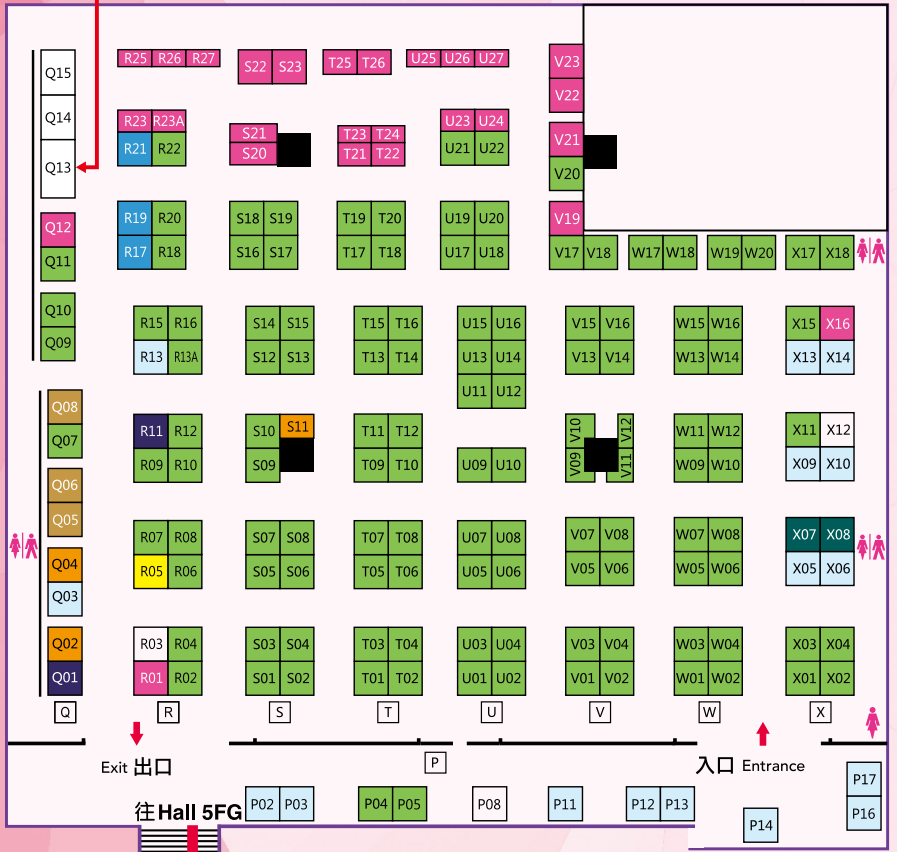 R25 R26 R27
S22 S23
T25 T26
U25 U26 U27
V23
V22
Q15
Q14
Q13
R23 R23A
R21 R22
S21
S20
T23 T24
T21 T22
U23 U24
U21 U22
V21
V20
Q12
Q11
R19 R20
R17 R18
S18 S19
S16 S17
T19 T20
T17 T18
U19 U20
U17 U18
V19
V17 V18
W17 W18
W19 W20
X17 X18
Q10
Q09
R15 R16
R13 R13A
S14 S15
S12 S13
T15 T16
T13 T14
U15 U16
U13 U14
U11 U12
V15 V16
V13 V14
W15 W16
W13 W14
X15 X16
X13 X14
Q08
Q07
R11 R12
R09 R10
S10 S11
S09
T11 T12
T09 T10
U09 U10
V10 V12
V09 V11
W11 W12
W09 W10
X11 X12
X09 X10
Q06
Q05
R07 R08
R05 R06
S07 S08
S05 S06
T07 T08
T05 T06
U07 U08
U05 U06
V07 V08
V05 V06
W07 W08
W05 W06
X07 X08
X05 X06
Q04
Q03
Q02
Q01
R03 R04
R01 R02
S03 S04
S01 S02
T03 T04
T01 T02
U03 U04
U01 U02
V03 V04
V01 V02
W03 W04
W01 W02
X03 X04
X01 X02
Q R S T U V W X
Exit 出口
P
入口 Entrance
往 Hall 5FG
P02 P03
P04 P05
P08
P11
P12 P13
P14
P17
P16